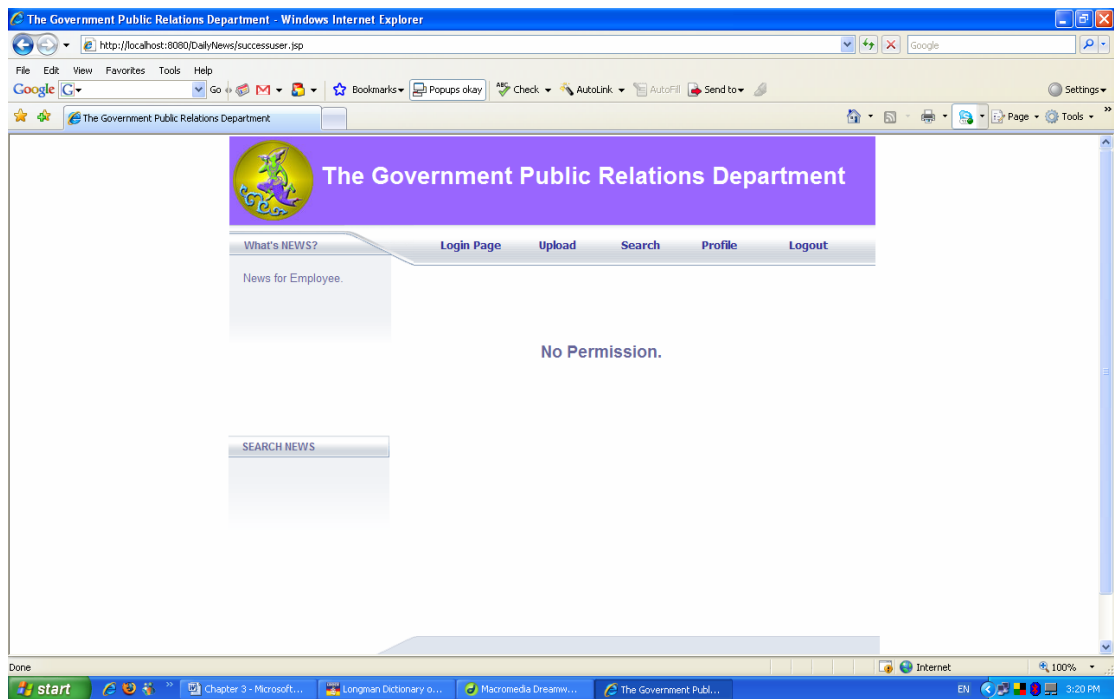 The Government Public Relations Department - Windows Internet Explorer
http://localhost:8080/DailyNews/successuser.jsp
Google
File Edit View Favorites Tools Help
Google G Go Bookmarks Popups okay ABC Check AutoLink AutoFill Send to Settings
The Government Public Relations Department
Page Tools
The Government Public Relations Department
What's NEWS? Login Page Upload Search Profile Logout
News for Employee.
No Permission.
SEARCH NEWS
Done Internet 100%
start Chapter 3 - Microsoft... Longman Dictionary o... Macromedia Dreamw... The Government Publ... EN 3:20 PM